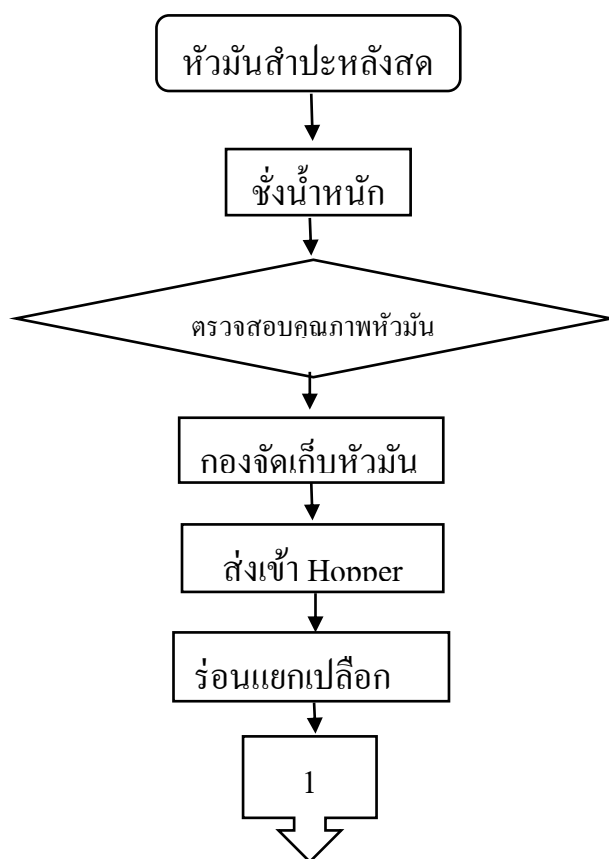 หัวมันสำปะหลังสด
ชั่งน้ำหนัก
ตรวจสอบคุณภาพหัวมัน
กองจัดเก็บหัวมัน
ส่งเข้า Hopper
ร่อนแยกเปลือก
1